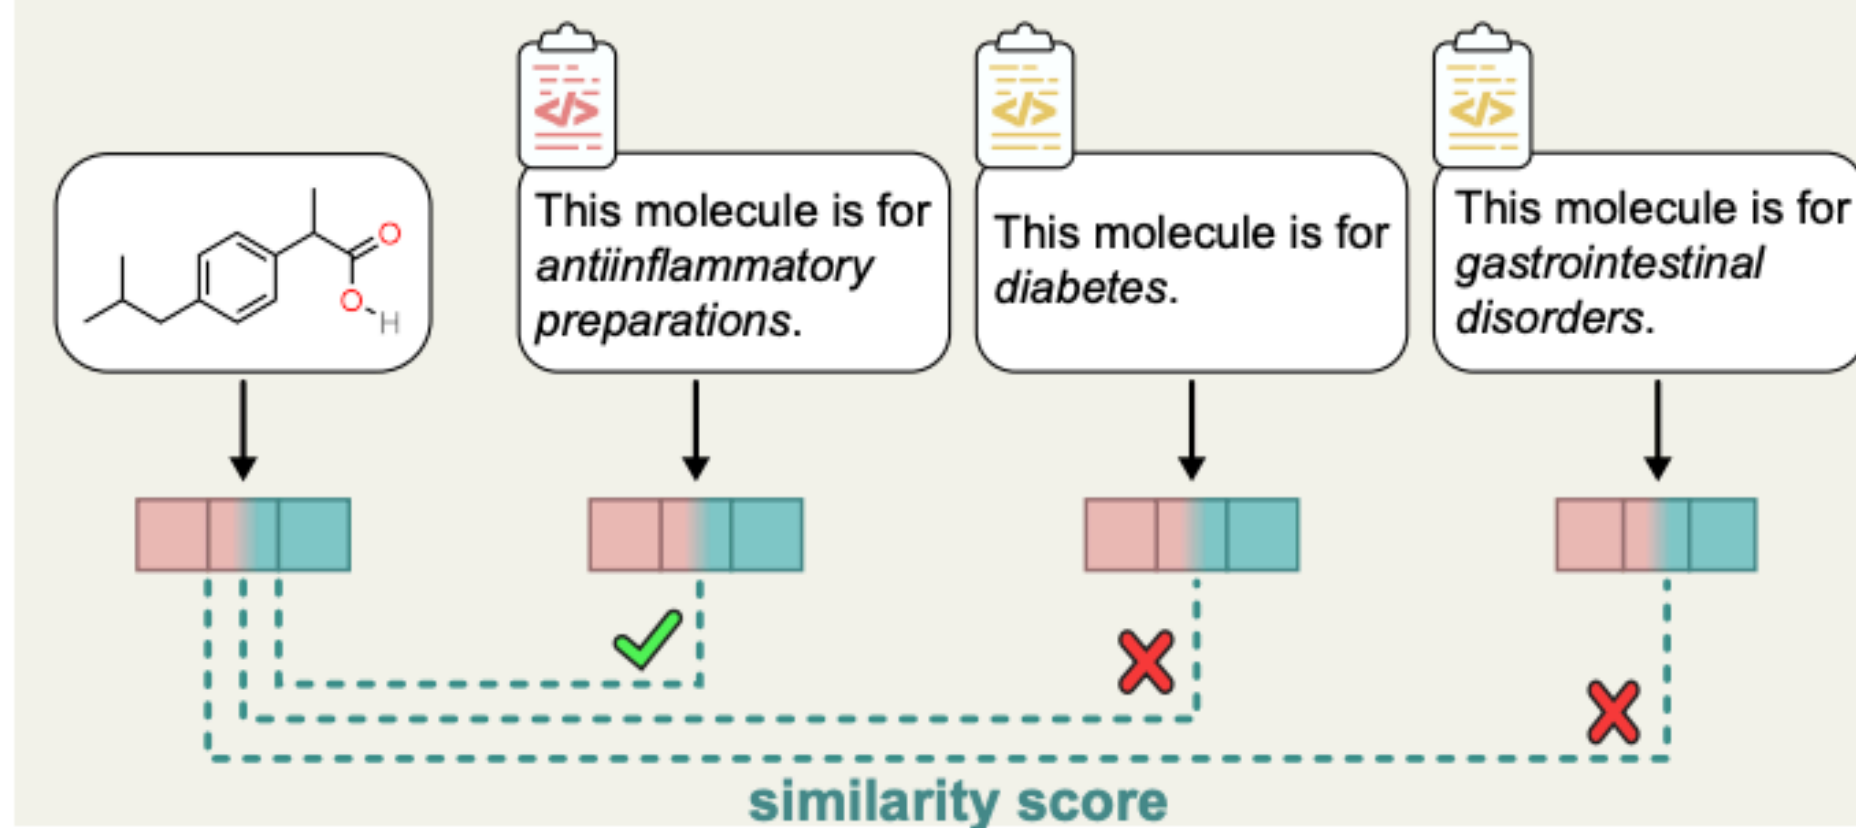 </>
</>
</>
O
O
H
This molecule is for
antiinflammatory
preparations.
This molecule is for
diabetes.
This molecule is for
gastrointestinal
disorders.
similarity score